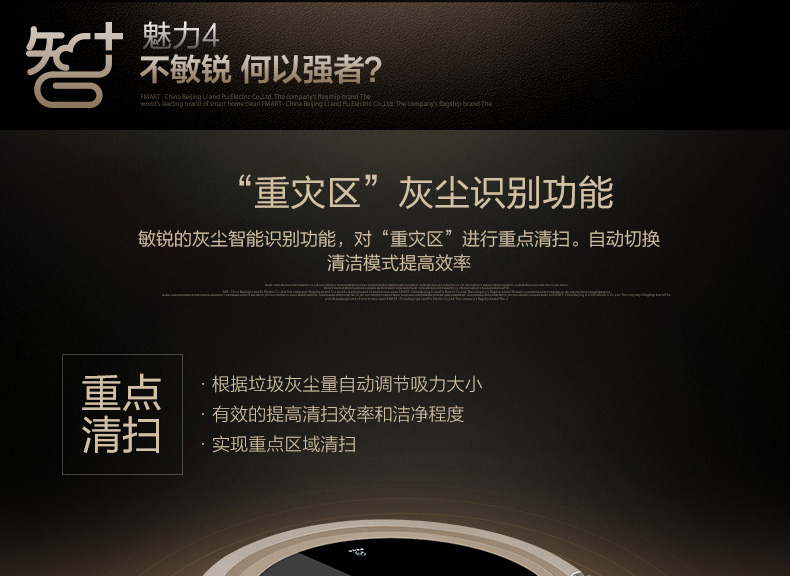 智
魅力4
不敏锐 何以强者?
FMART - China Beijing Li and Pu Electric Co.,Ltd. The company's flagship brand The
world's leading brand of smart home clean FMART - China Beijing Li and Pu Electric Co.,Ltd. The company's flagship brand The
“重灾区”灰尘识别功能
敏锐的灰尘智能识别功能，对“重灾区”进行重点清扫。自动切换
清洁模式提高效率
重点
清扫
· 根据垃圾灰尘量自动调节吸力大小
· 有效的提高清扫效率和洁净程度
· 实现重点区域清扫